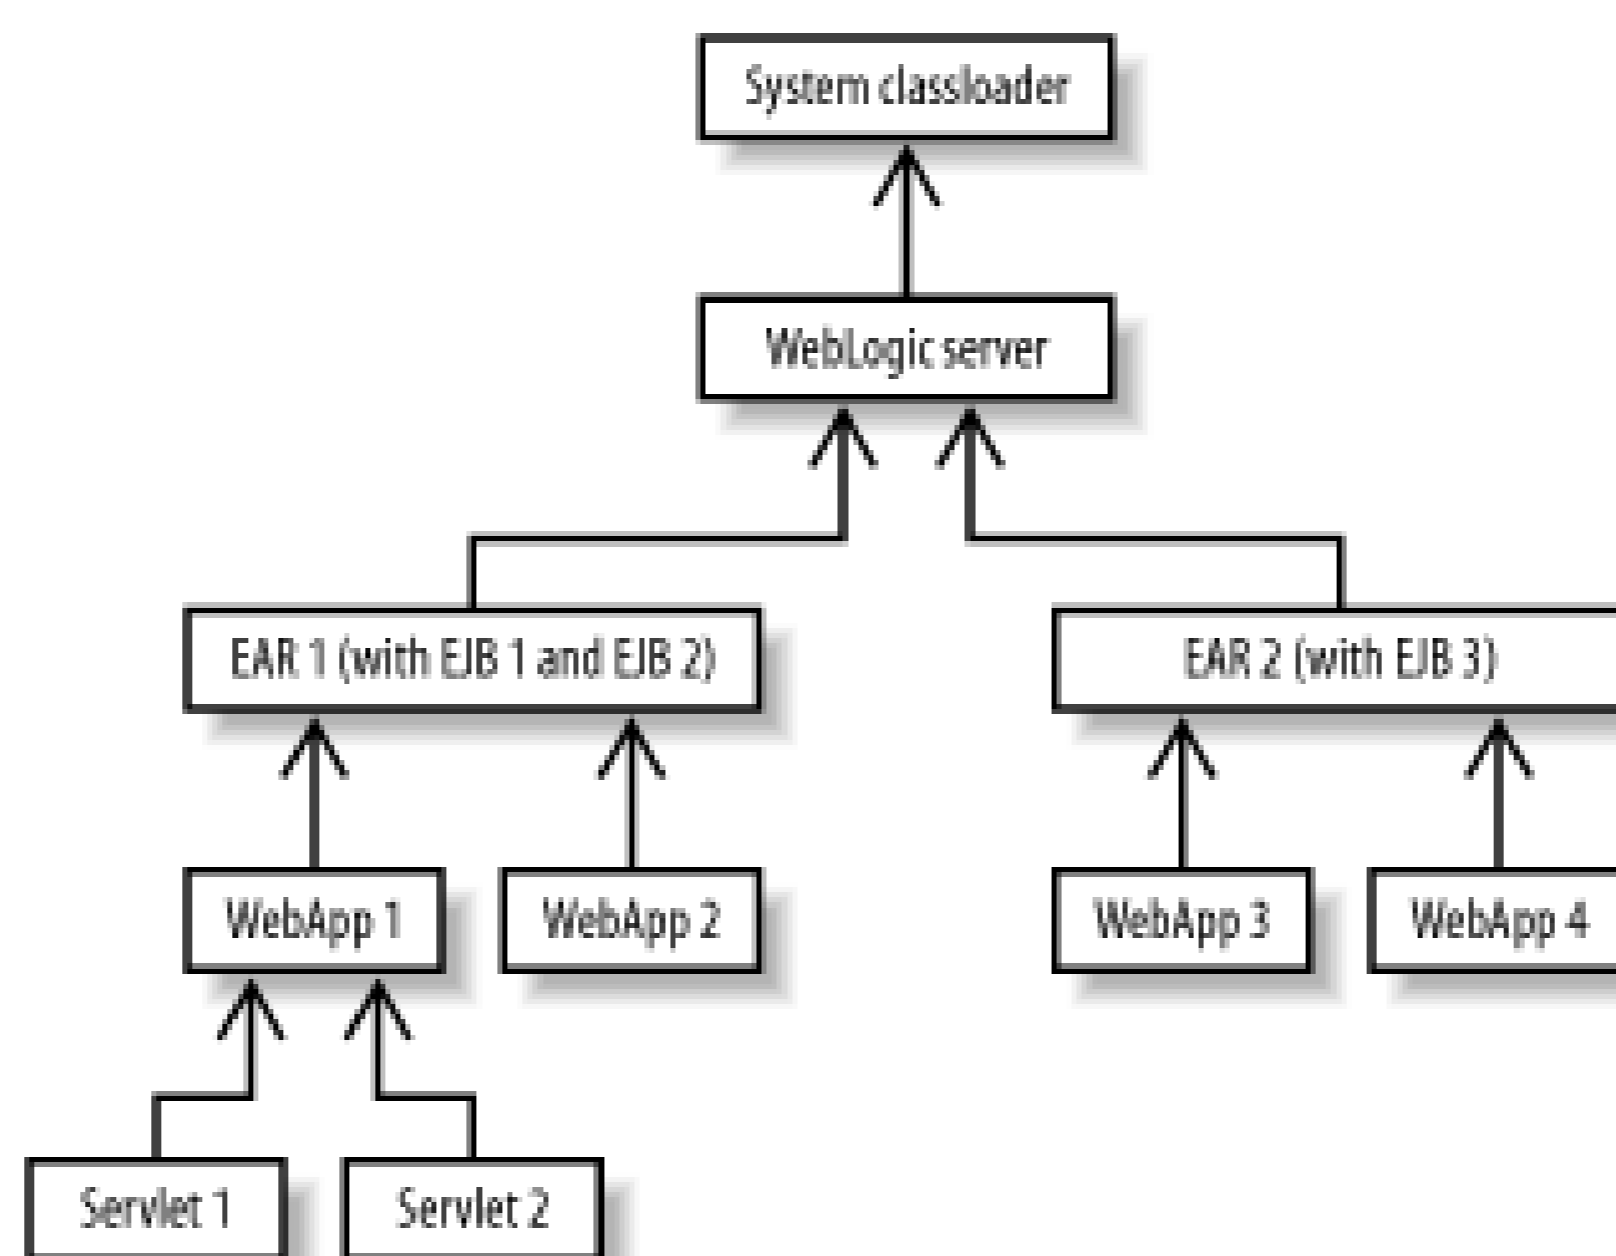 System classloader
WebLogic server
EAR 1 (with EJB 1 and EJB 2)
EAR 2 (with EJB 3)
WebApp 1
WebApp 2
WebApp 3
WebApp 4
Servlet 1
Servlet 2